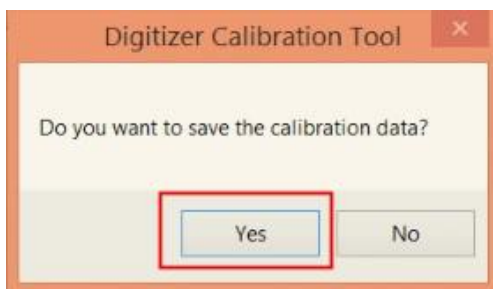 Digitizer Calibration Tool
Do you want to save the calibration data?
Yes
No